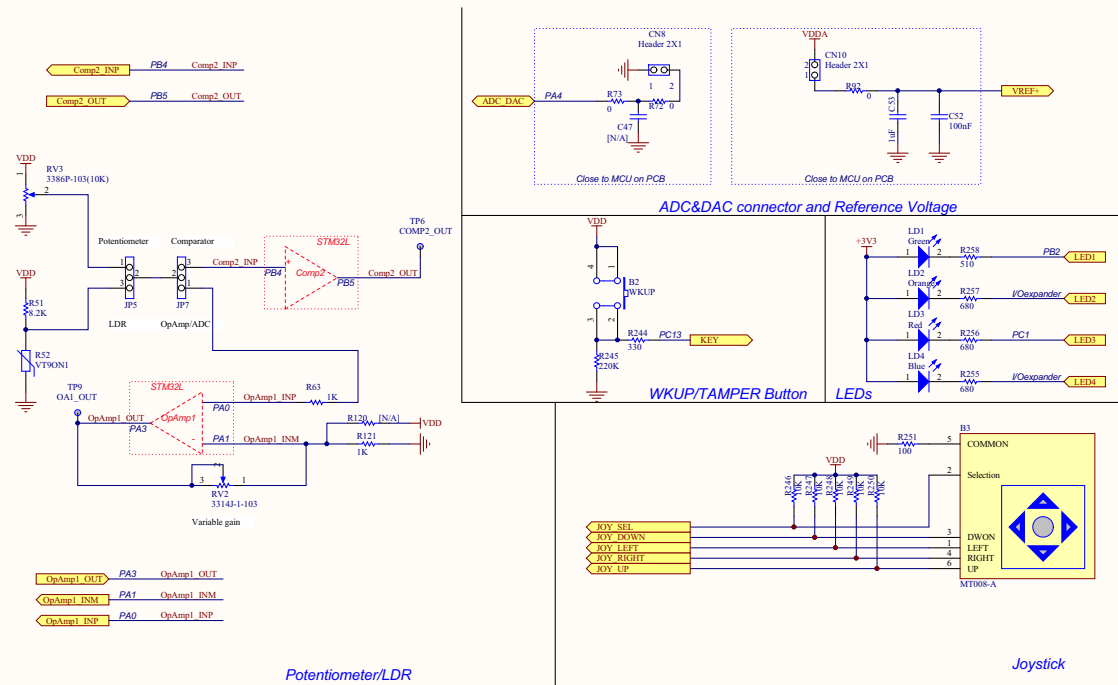 Comp2_INP PB4 Comp2_INP
Comp2_OUT PB5 Comp2_OUT
VDD
RV3
3386P-103(10K)
1
2
3
Potentiometer Comparator
1 3
2 2
3 1
JP5 JP7
LDR OpAmp/ADC
VDD
R51
8.2K
R52
VT9ON1
Comp2_INP
STM32L
PB4
+
Comp2
PB5
Comp2_OUT
TP6
COMP2_OUT
TP9
OA1_OUT
STM32L
OpAmp1_OUT
PA3
OpAmp1
+
-
PA0 OpAmp1_INP
PA1 OpAmp1_INM
R63
1K
R120 [N/A]
VDD
R121
1K
2
3 1
RV2
3314J-1-103
Variable gain
OpAmp1_OUT PA3 OpAmp1_OUT
OpAmp1_INM PA1 OpAmp1_INM
OpAmp1_INP PA0 OpAmp1_INP
Potentiometer/LDR
CN8
Header 2X1
1 2
ADC_DAC PA4
R73
0
R72 0
C47
[N/A]
Close to MCU on PCB
VDDA
CN10
Header 2X1
2
1
R92
0
C53
1uF
C52
100nF
VREF+
Close to MCU on PCB
ADC&DAC connector and Reference Voltage
VDD
4 1
B2
WKUP
3 2
R244
330
PC13
KEY
R245
220K
WKUP/TAMPER Button
+3V3
LD1
Green
1 2
R258
510
PB2
LED1
LD2
Orange
1 2
R257
680
I/Oexpander
LED2
LD3
Red
1 2
R256
680
PC1
LED3
LD4
Blue
1 2
R255
680
I/Oexpander
LED4
LEDs
B3
R251
100
5 COMMON
2 Selection
VDD
R246 10K
R247 10K
R248 10K
R249 10K
R250 10K
JOY_SEL
JOY_DOWN 3 DWON
JOY_LEFT 1 LEFT
JOY_RIGHT 4 RIGHT
JOY_UP 6 UP
MT008-A
Joystick